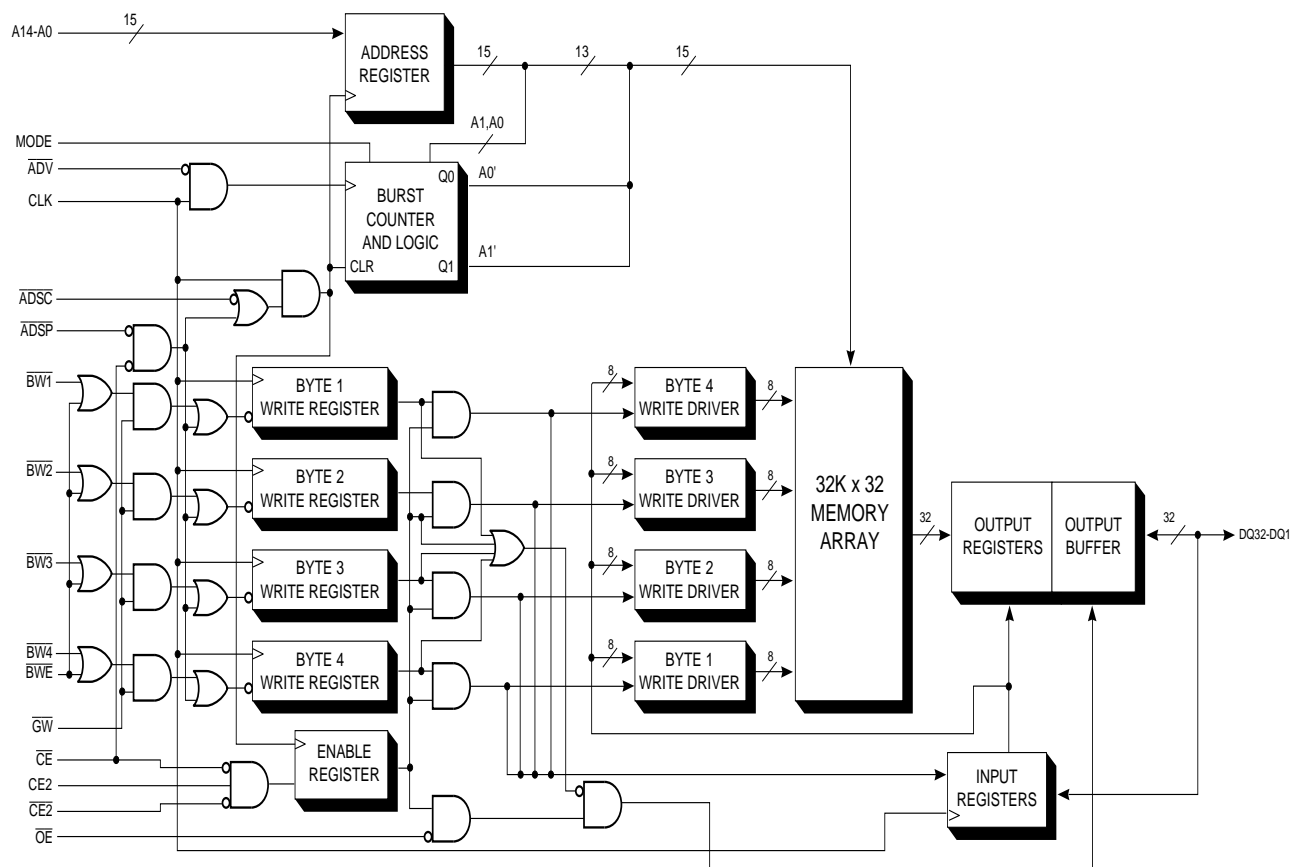 A14-A0
15
ADDRESS
REGISTER
15
13
15
A1,A0
MODE
ADV
CLK
BURST
COUNTER
AND LOGIC
Q0
A0'
CLR
Q1
A1'
ADSC
ADSP
BW1
BYTE 1
WRITE REGISTER
8
BYTE 4
WRITE DRIVER
8
BW2
BYTE 2
WRITE REGISTER
8
BYTE 3
WRITE DRIVER
8
BW3
BYTE 3
WRITE REGISTER
8
BYTE 2
WRITE DRIVER
8
BW4
BWE
BYTE 4
WRITE REGISTER
8
BYTE 1
WRITE DRIVER
8
32K x 32
MEMORY
ARRAY
32
OUTPUT
REGISTERS
OUTPUT
BUFFER
32
DQ32-DQ1
GW
CE
CE2
CE2
OE
ENABLE
REGISTER
INPUT
REGISTERS